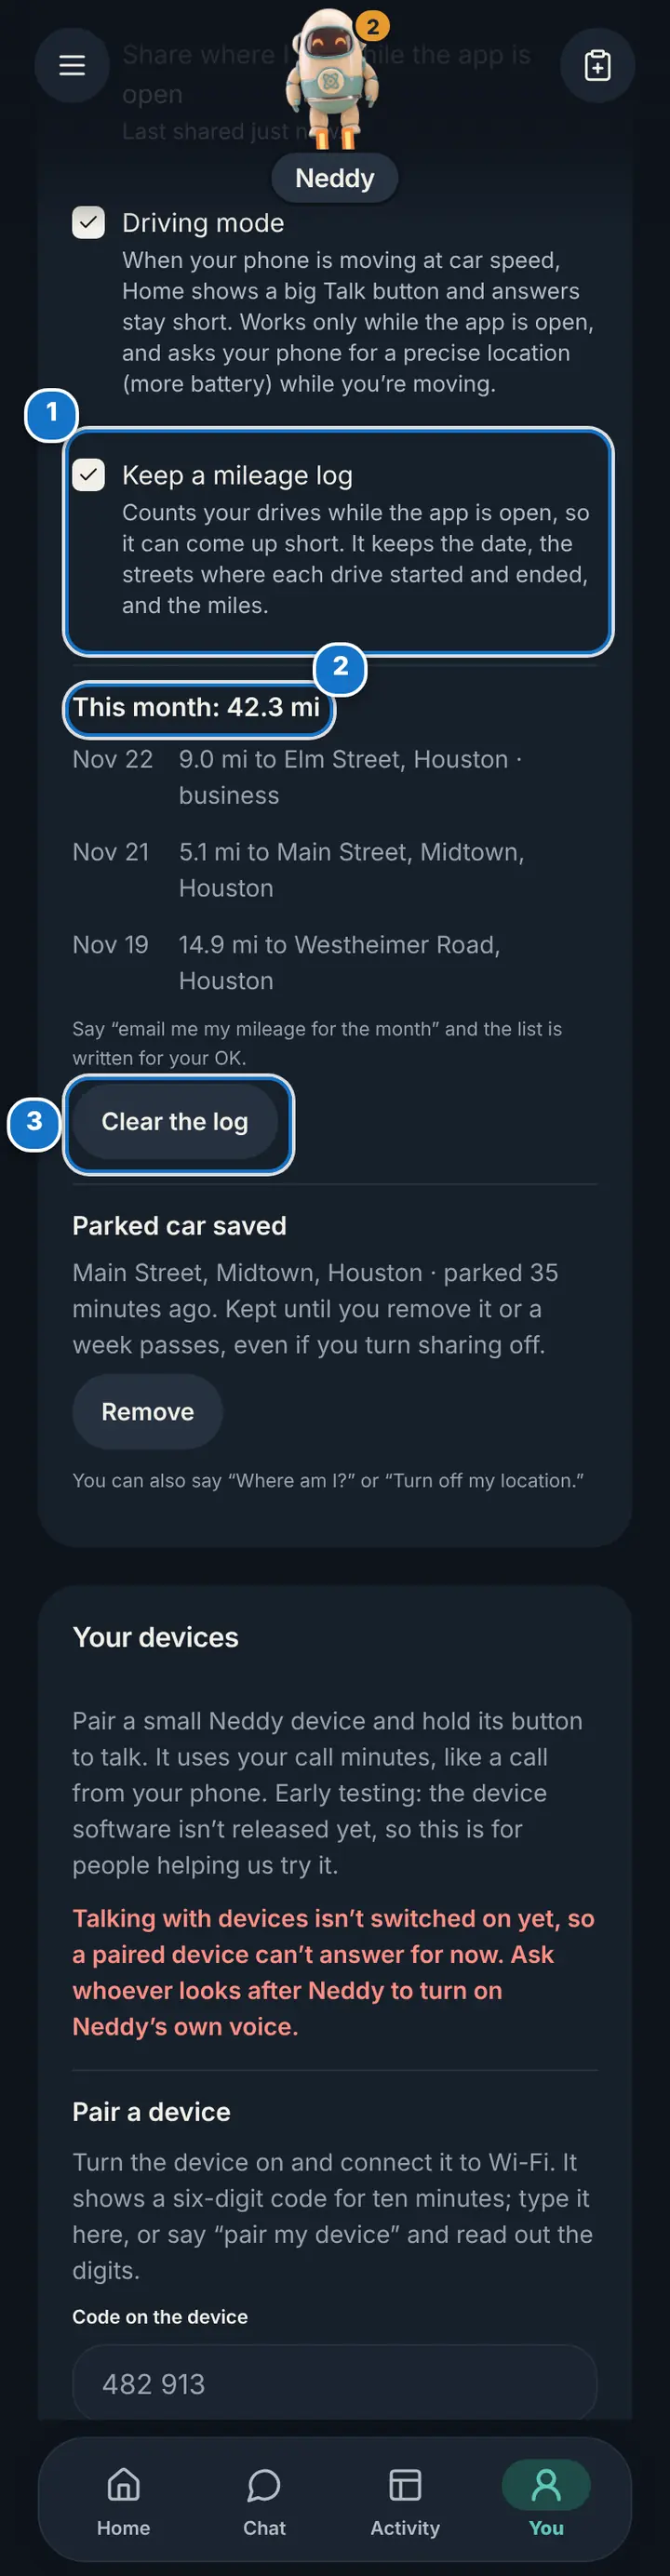 2
Share where I while the app is
open
Last shared just now
Neddy
Driving mode
When your phone is moving at car speed,
Home shows a big Talk button and answers
stay short. Works only while the app is open,
and asks your phone for a precise location
(more battery) while you’re moving.
1
Keep a mileage log
Counts your drives while the app is open, so
it can come up short. It keeps the date, the
streets where each drive started and ended,
and the miles.
2
This month: 42.3 mi
Nov 22 9.0 mi to Elm Street, Houston ·
business
Nov 21 5.1 mi to Main Street, Midtown,
Houston
Nov 19 14.9 mi to Westheimer Road,
Houston
Say “email me my mileage for the month” and the list is
written for your OK.
3
Clear the log
Parked car saved
Main Street, Midtown, Houston · parked 35
minutes ago. Kept until you remove it or a
week passes, even if you turn sharing off.
Remove
You can also say “Where am I?” or “Turn off my location.”
Your devices
Pair a small Neddy device and hold its button
to talk. It uses your call minutes, like a call
from your phone. Early testing: the device
software isn’t released yet, so this is for
people helping us try it.
Talking with devices isn’t switched on yet, so
a paired device can’t answer for now. Ask
whoever looks after Neddy to turn on
Neddy’s own voice.
Pair a device
Turn the device on and connect it to Wi-Fi. It
shows a six-digit code for ten minutes; type it
here, or say “pair my device” and read out the
digits.
Code on the device
482 913
Home
Chat
Activity
You